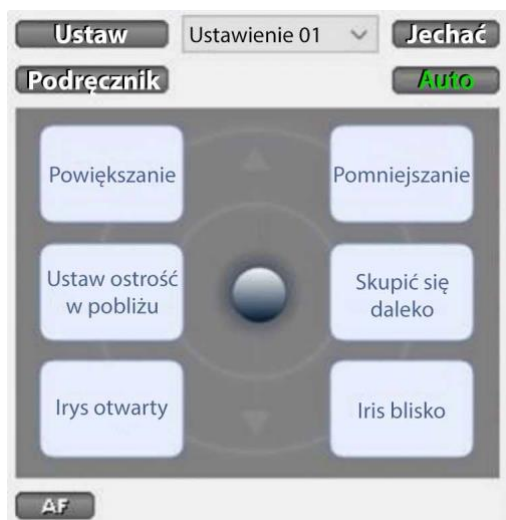 Ustaw Ustawienie 01 Jechać
Podręcznik Auto
Powiększanie Pomniejszanie
Ustaw ostrość
w pobliżu
Skupić się
daleko
Irys otwarty Iris blisko
AF